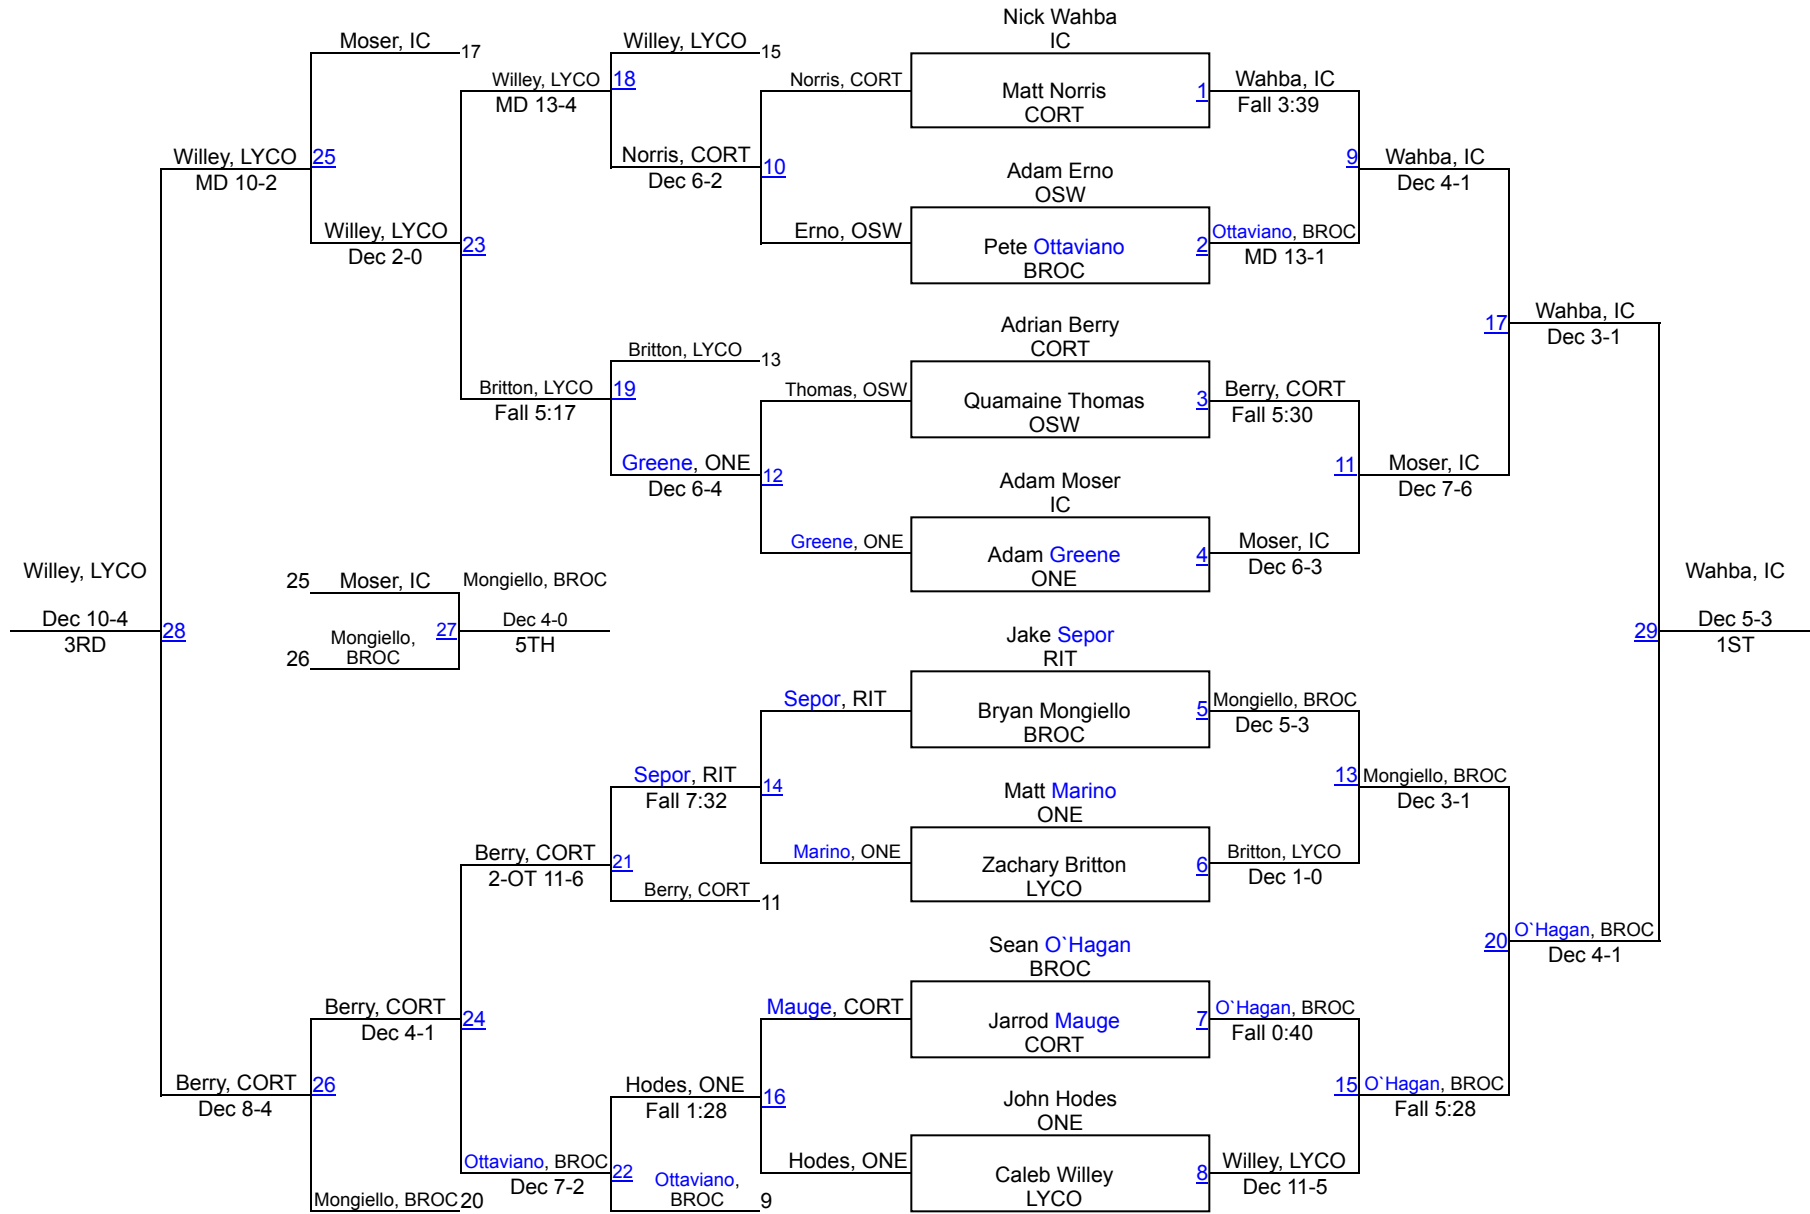 Nick Wahba
IC
Moser, IC
17
Willey, LYCO
15
Willey, LYCO
18
MD 13-4
Norris, CORT
Matt Norris
CORT
1
Wahba, IC
Fall 3:39
Willey, LYCO
25
MD 10-2
Norris, CORT
10
Dec 6-2
Adam Erno
OSW
9
Wahba, IC
Dec 4-1
Willey, LYCO
23
Dec 2-0
Erno, OSW
Pete Ottaviano
BROC
2
Ottaviano, BROC
MD 13-1
Adrian Berry
CORT
17
Wahba, IC
Dec 3-1
Britton, LYCO
13
Britton, LYCO
19
Fall 5:17
Thomas, OSW
Quamaine Thomas
OSW
3
Berry, CORT
Fall 5:30
Greene, ONE
12
Dec 6-4
Adam Moser
IC
11
Moser, IC
Dec 7-6
Greene, ONE
Adam Greene
ONE
4
Moser, IC
Dec 6-3
Willey, LYCO
Dec 10-4
3RD
28
25
Moser, IC
Mongiello, BROC
26
Mongiello,
BROC
27
Dec 4-0
5TH
Jake Sepor
RIT
29
Wahba, IC
Dec 5-3
1ST
Sepor, RIT
Bryan Mongiello
BROC
5
Mongiello, BROC
Dec 5-3
Sepor, RIT
14
Fall 7:32
Matt Marino
ONE
13
Mongiello, BROC
Dec 3-1
Berry, CORT
21
2-OT 11-6
Marino, ONE
Zachary Britton
LYCO
6
Britton, LYCO
Dec 1-0
Berry, CORT
11
Sean O`Hagan
BROC
20
O`Hagan, BROC
Dec 4-1
Berry, CORT
24
Dec 4-1
Mauge, CORT
Jarrod Mauge
CORT
7
O`Hagan, BROC
Fall 0:40
Berry, CORT
26
Dec 8-4
Hodes, ONE
16
Fall 1:28
John Hodes
ONE
15
O`Hagan, BROC
Fall 5:28
Ottaviano, BROC
22
Dec 7-2
Hodes, ONE
Caleb Willey
LYCO
8
Willey, LYCO
Dec 11-5
Mongiello, BROC
20
Ottaviano,
BROC
9